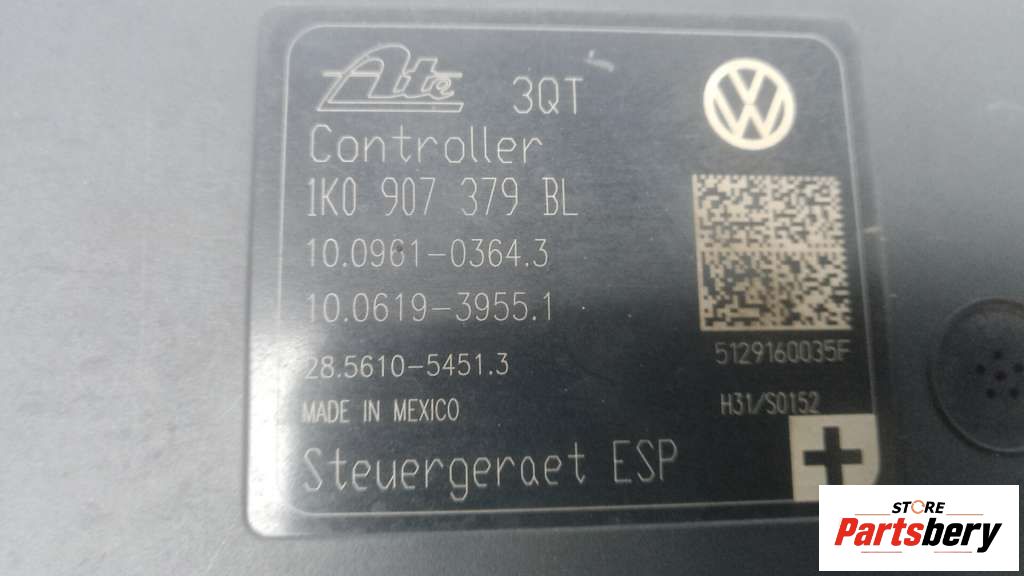 Ate 3QT
Controller
1K0 907 379 BL
10.0961-0364.3
10.0619-3955.1
28.5610-5451.3
5129160035F
MADE IN MEXICO
H31/S0152
Steuergeraet ESP
STORE
Partsbery